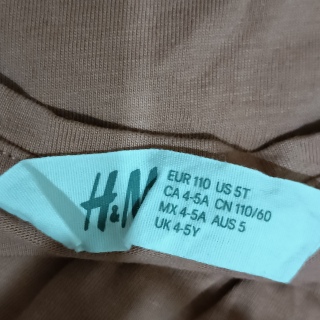 H&M
EUR 110 US 5T
CA 4-5A CN 110/60
MX 4-5A AUS 5
UK 4-5Y